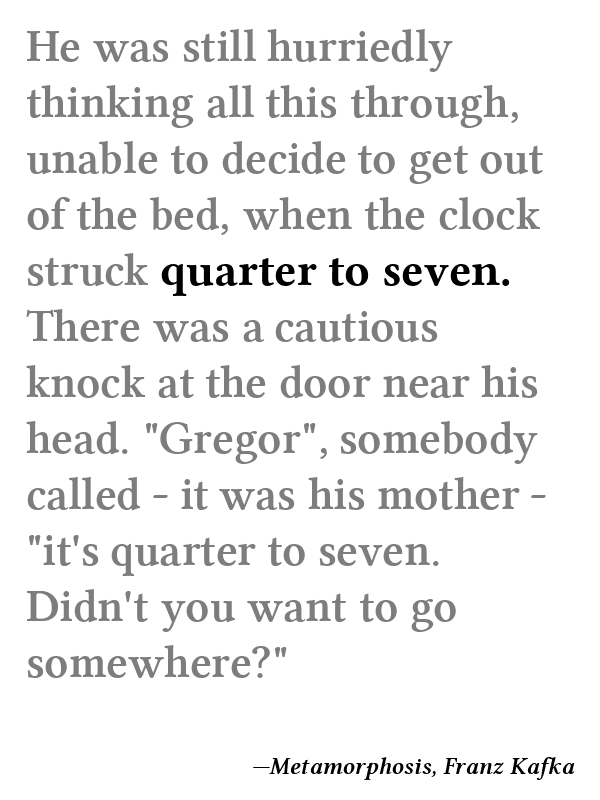 He was still hurriedly
thinking all this through,
unable to decide to get out
of the bed, when the clock
struck quarter to seven.
There was a cautious
knock at the door near his
head. "Gregor", somebody
called - it was his mother -
"it's quarter to seven.
Didn't you want to go
somewhere?"
—Metamorphosis, Franz Kafka